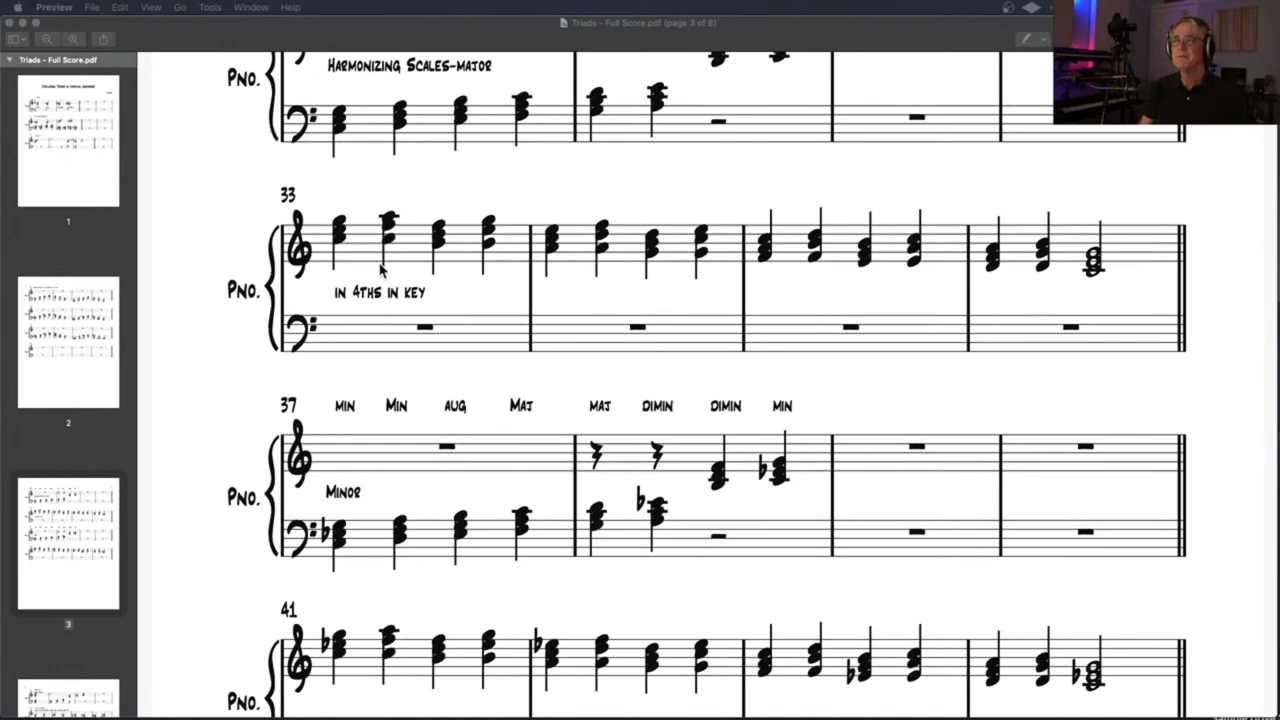 Preview File Edit View Go Tools Window Help
Triads - Full Score.pdf (page 3 of 8)
Triads - Full Score.pdf
1
2
3
PNO.
HARMONIZING SCALES-MAJOR
33
PNO.
IN 4THS IN KEY
37
MIN MIN AUG MAJ MAJ DIMIN DIMIN MIN
PNO.
MINOR
41
PNO.